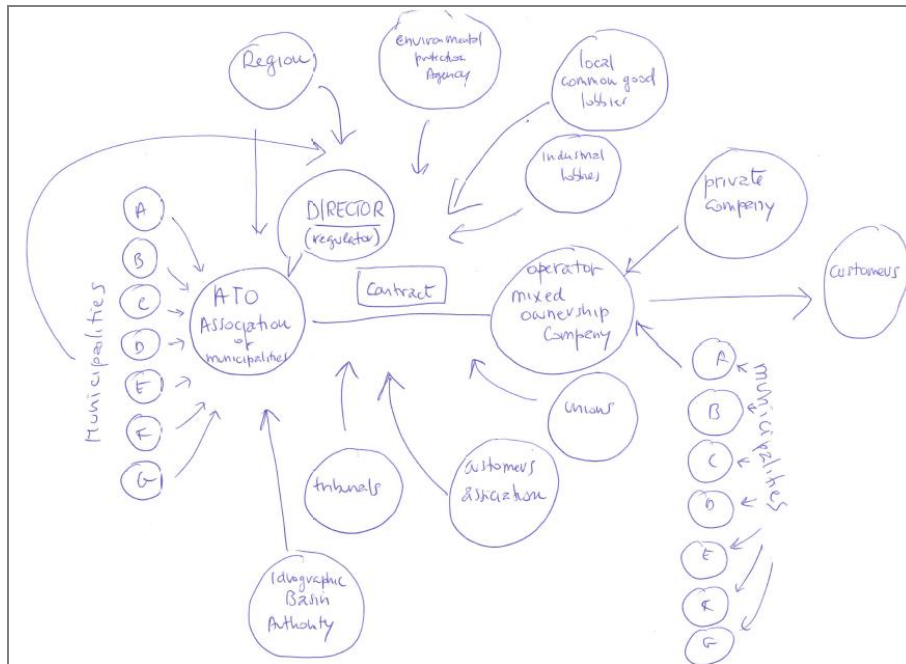 Region
environmental
protection
Agency
local
common good
lobbies
industrial
lobbies
private
company
customers
DIRECTOR
(regulator)
Contract
ATO
Association
of
municipalities
operator
mixed
ownership
company
Municipalities
A
B
C
D
E
F
G
unions
customers
association
tribunals
Idrographic
Basin
Authority
municipalities
A
B
C
D
E
F
G